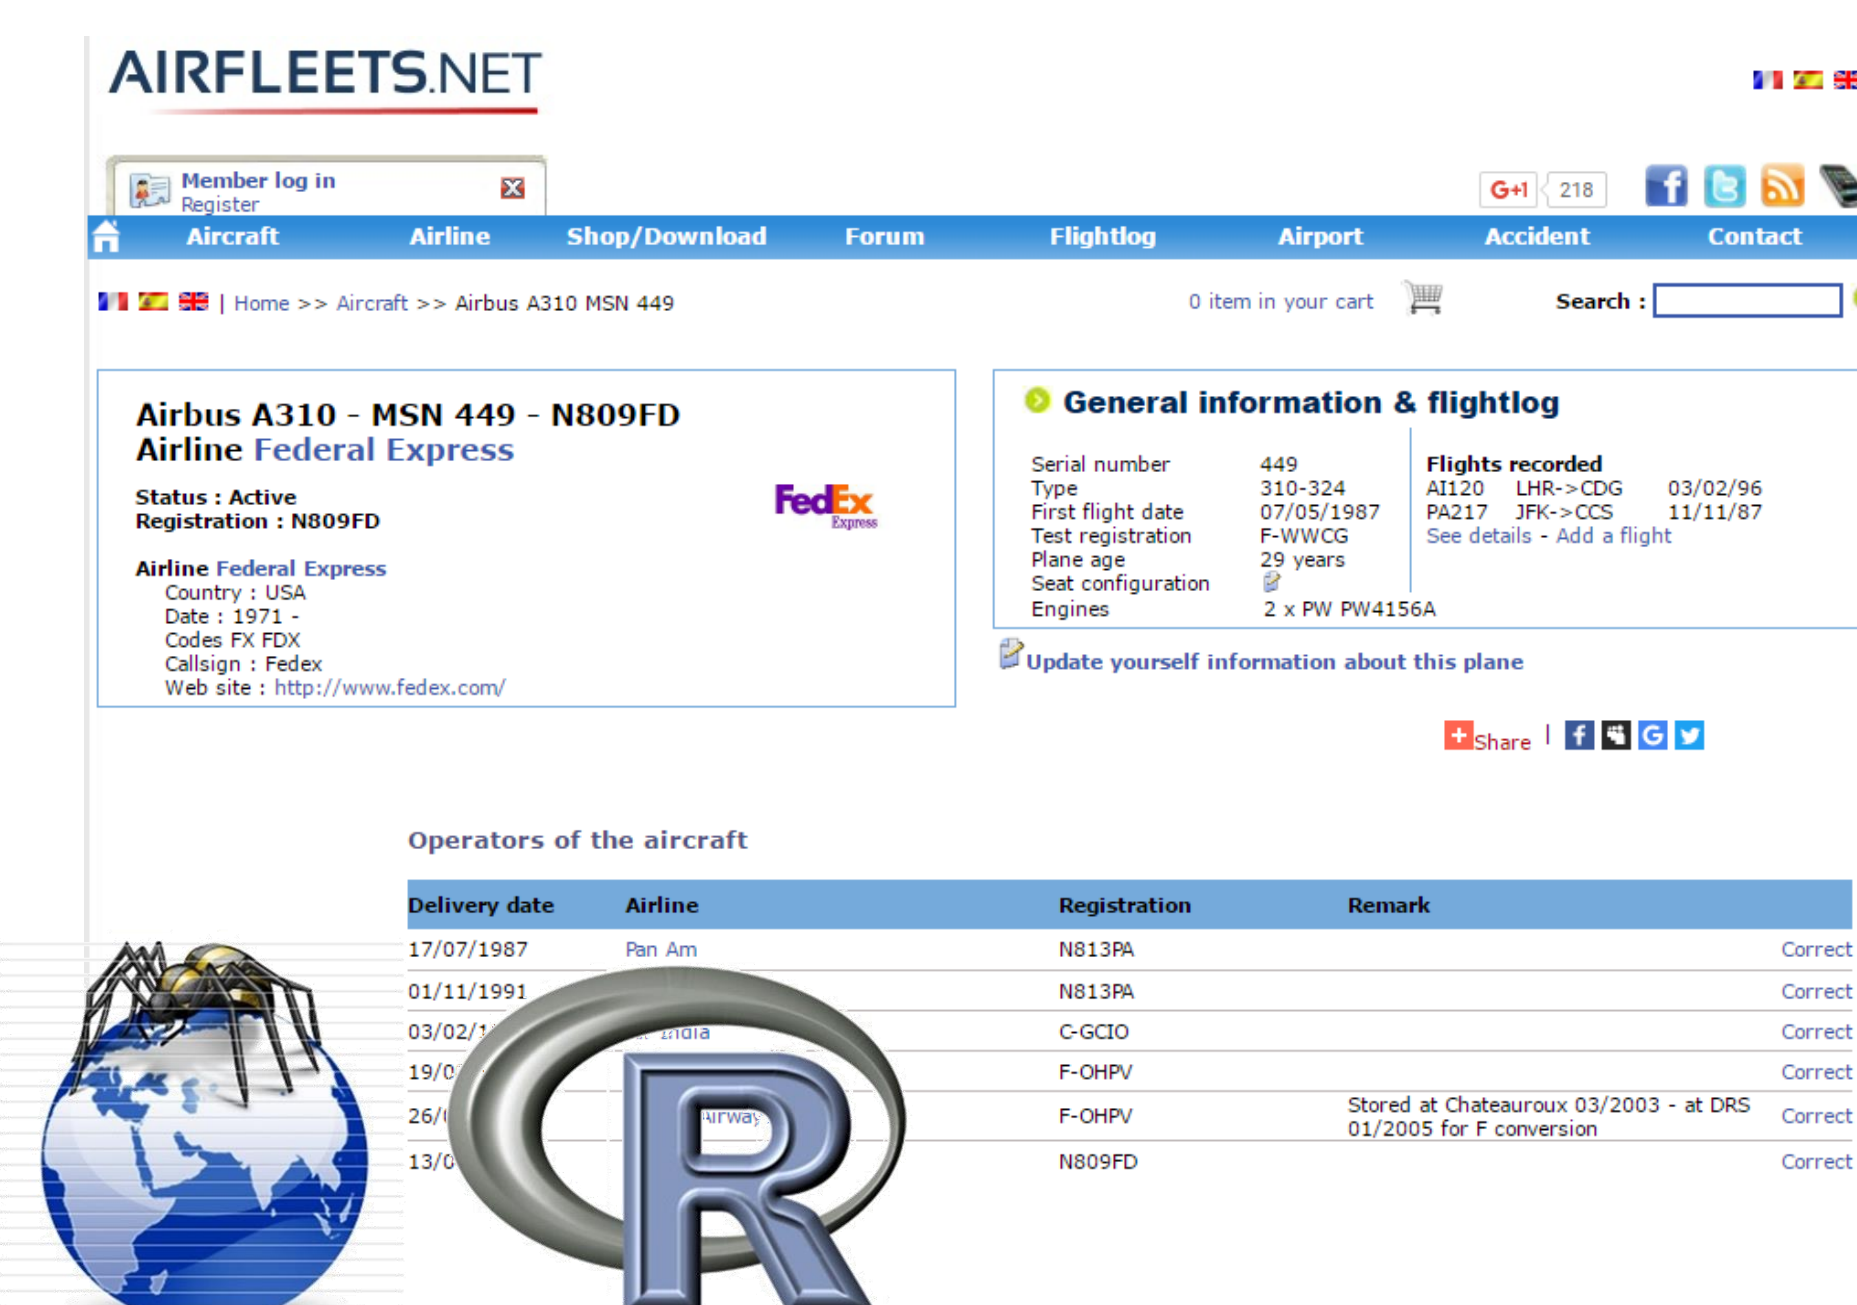 AIRFLEETS.NET
Member log in
Register
G+1 218
Aircraft Airline Shop/Download Forum Flightlog Airport Accident Contact
| Home >> Aircraft >> Airbus A310 MSN 449
0 item in your cart
Search :
Airbus A310 - MSN 449 - N809FD
Airline Federal Express
Status : Active
Registration : N809FD
FedEx
Express
Airline Federal Express
Country : USA
Date : 1971 -
Codes FX FDX
Callsign : Fedex
Web site : http://www.fedex.com/
General information & flightlog
Serial number 449
Type 310-324
First flight date 07/05/1987
Test registration F-WWCG
Plane age 29 years
Seat configuration
Engines 2 x PW PW4156A
Flights recorded
AI120 LHR->CDG 03/02/96
PA217 JFK->CCS 11/11/87
See details - Add a flight
Update yourself information about this plane
Share |
Operators of the aircraft
Delivery date Airline Registration Remark
17/07/1987 Pan Am N813PA Correct
01/11/1991 N813PA Correct
03/02/ C-GCIO Correct
19/0 F-OHPV Correct
26/ F-OHPV Stored at Chateauroux 03/2003 - at DRS
01/2005 for F conversion Correct
13/0 N809FD Correct
R